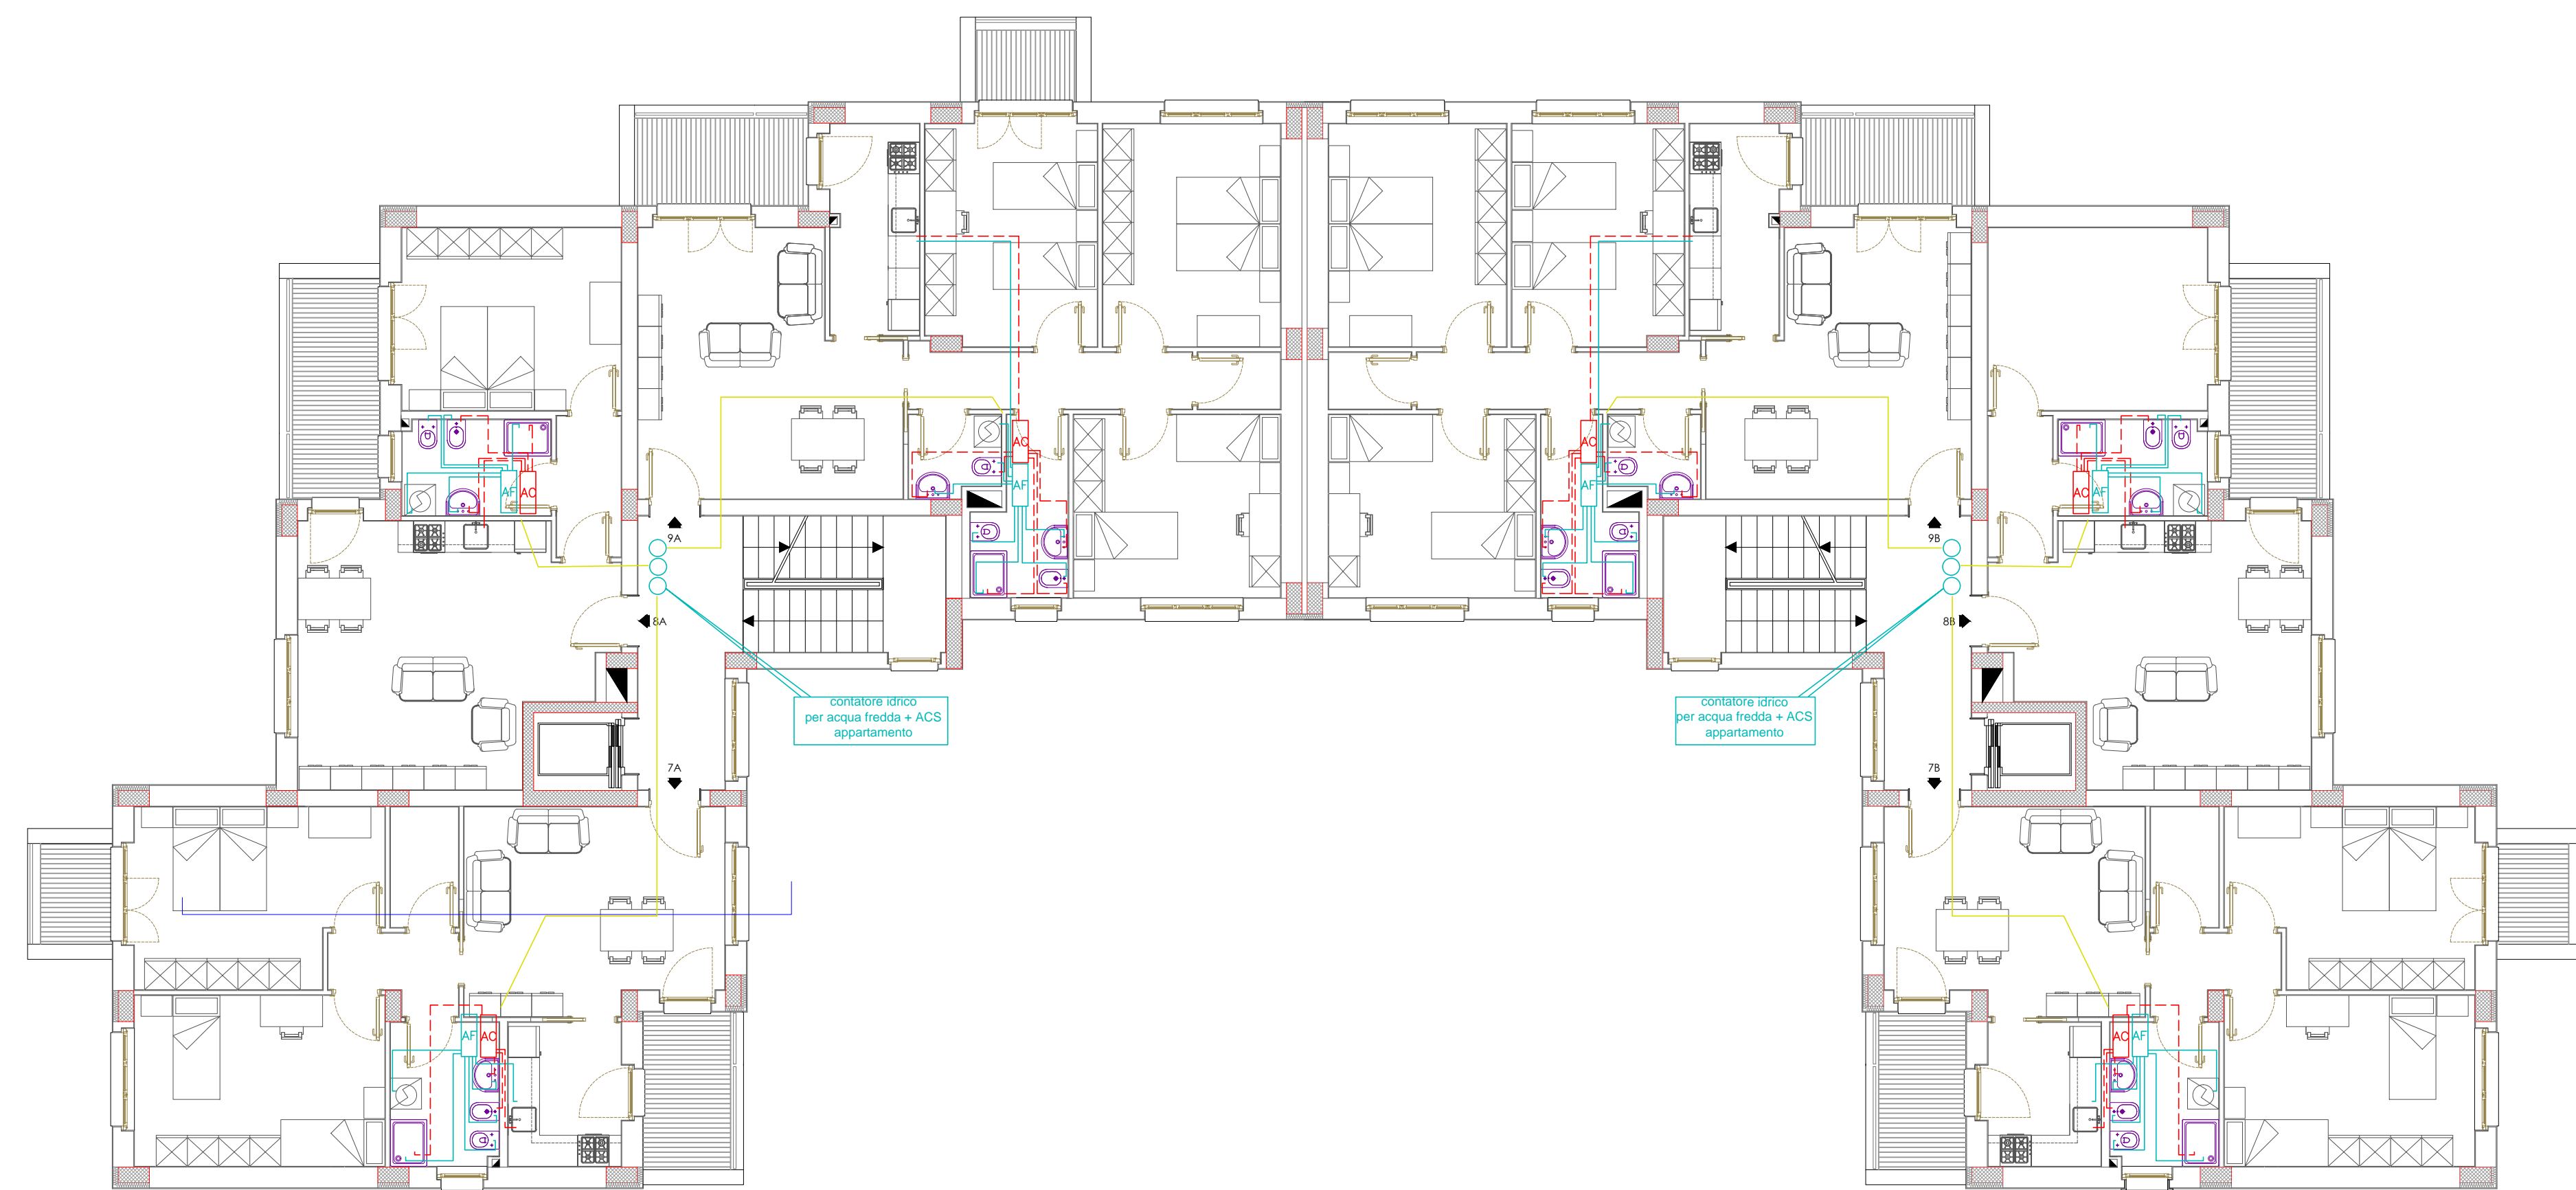 AC
AC
AF
AF
AF
AC
AC
AF
9A
9B
8A
8B
contatore idrico
per acqua fredda + ACS
appartamento
contatore idrico
per acqua fredda + ACS
appartamento
7A
7B
AF
AC
AC
AF